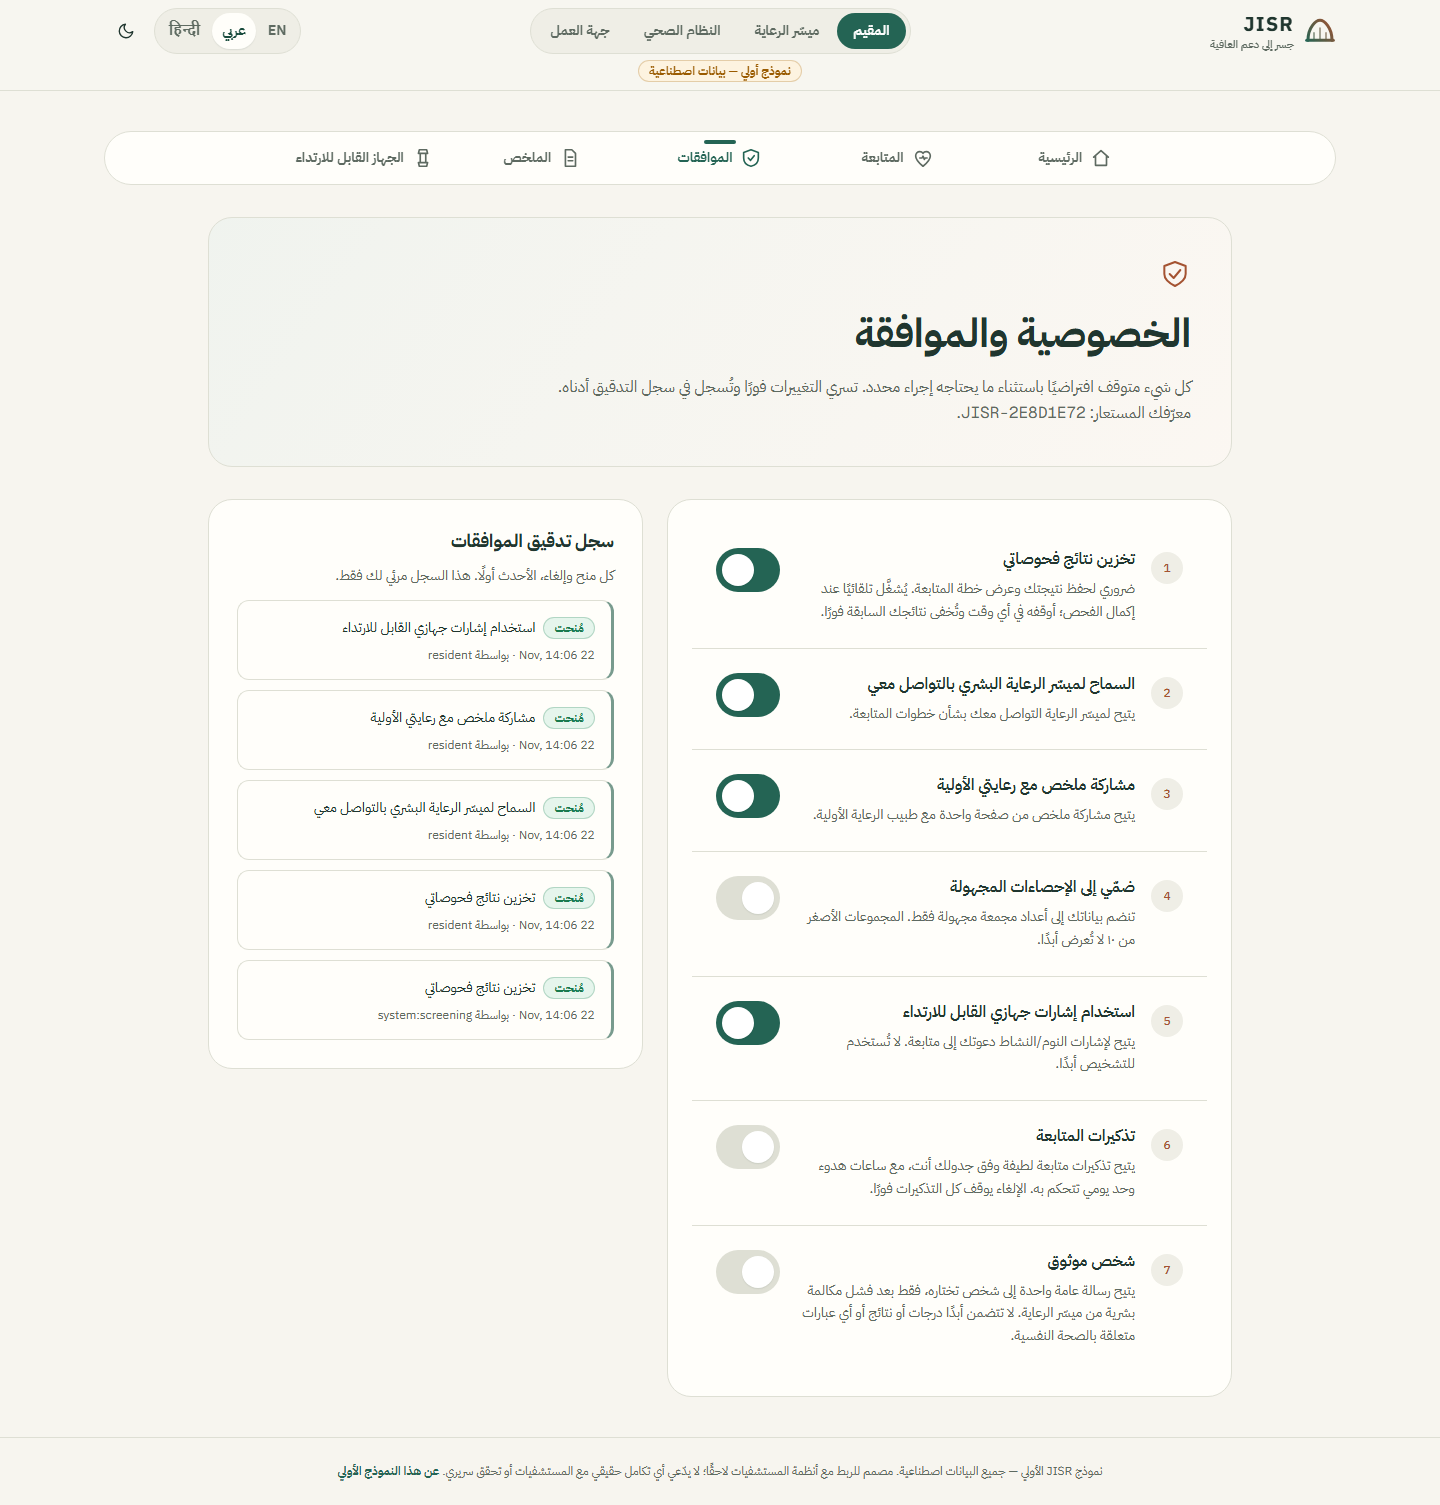 JISR
جسر إلى دعم العافية
المقيم
ميسّر الرعاية
النظام الصحي
جهة العمل
EN
عربي
हिन्दी
نموذج أولي — بيانات اصطناعية
الرئيسية
المتابعة
الموافقات
الملخص
الجهاز القابل للارتداء
الخصوصية والموافقة
كل شيء متوقف افتراضيًا باستثناء ما يحتاجه إجراء محدد. تسري التغييرات فورًا وتُسجل في سجل التدقيق أدناه.
معرّفك المستعار: JISR-2E8D1E72.
1
تخزين نتائج فحوصاتي
ضروري لحفظ نتيجتك وعرض خطة المتابعة. يُشغَّل تلقائيًا عند
إكمال الفحص؛ أوقفه في أي وقت وتُخفى نتائجك السابقة فورًا.
2
السماح لميسّر الرعاية البشري بالتواصل معي
يتيح لميسّر الرعاية التواصل معك بشأن خطوات المتابعة.
3
مشاركة ملخص مع رعايتي الأولية
يتيح مشاركة ملخص من صفحة واحدة مع طبيب الرعاية الأولية.
4
ضمّي إلى الإحصاءات المجهولة
تنضم بياناتك إلى أعداد مجمعة مجهولة فقط. المجموعات الأصغر
من ١٠ لا تُعرض أبدًا.
5
استخدام إشارات جهازي القابل للارتداء
يتيح لإشارات النوم/النشاط دعوتك إلى متابعة. لا تُستخدم
للتشخيص أبدًا.
6
تذكيرات المتابعة
يتيح تذكيرات متابعة لطيفة وفق جدولك أنت، مع ساعات هدوء
وحد يومي تتحكم به. الإلغاء يوقف كل التذكيرات فورًا.
7
شخص موثوق
يتيح رسالة عامة واحدة إلى شخص تختاره، فقط بعد فشل مكالمة
بشرية من ميسّر الرعاية. لا تتضمن أبدًا درجات أو نتائج أو أي عبارات
متعلقة بالصحة النفسية.
سجل تدقيق الموافقات
كل منح وإلغاء، الأحدث أولًا. هذا السجل مرئي لك فقط.
مُنحت استخدام إشارات جهازي القابل للارتداء
22 Nov, 14:06 · بواسطة resident
مُنحت مشاركة ملخص مع رعايتي الأولية
22 Nov, 14:06 · بواسطة resident
مُنحت السماح لميسّر الرعاية البشري بالتواصل معي
22 Nov, 14:06 · بواسطة resident
مُنحت تخزين نتائج فحوصاتي
22 Nov, 14:06 · بواسطة resident
مُنحت تخزين نتائج فحوصاتي
22 Nov, 14:06 · بواسطة system:screening
نموذج JISR الأولي — جميع البيانات اصطناعية. مصمم للربط مع أنظمة المستشفيات لاحقًا؛ لا يدّعي أي تكامل حقيقي مع المستشفيات أو تحقق سريري. عن هذا النموذج الأولي